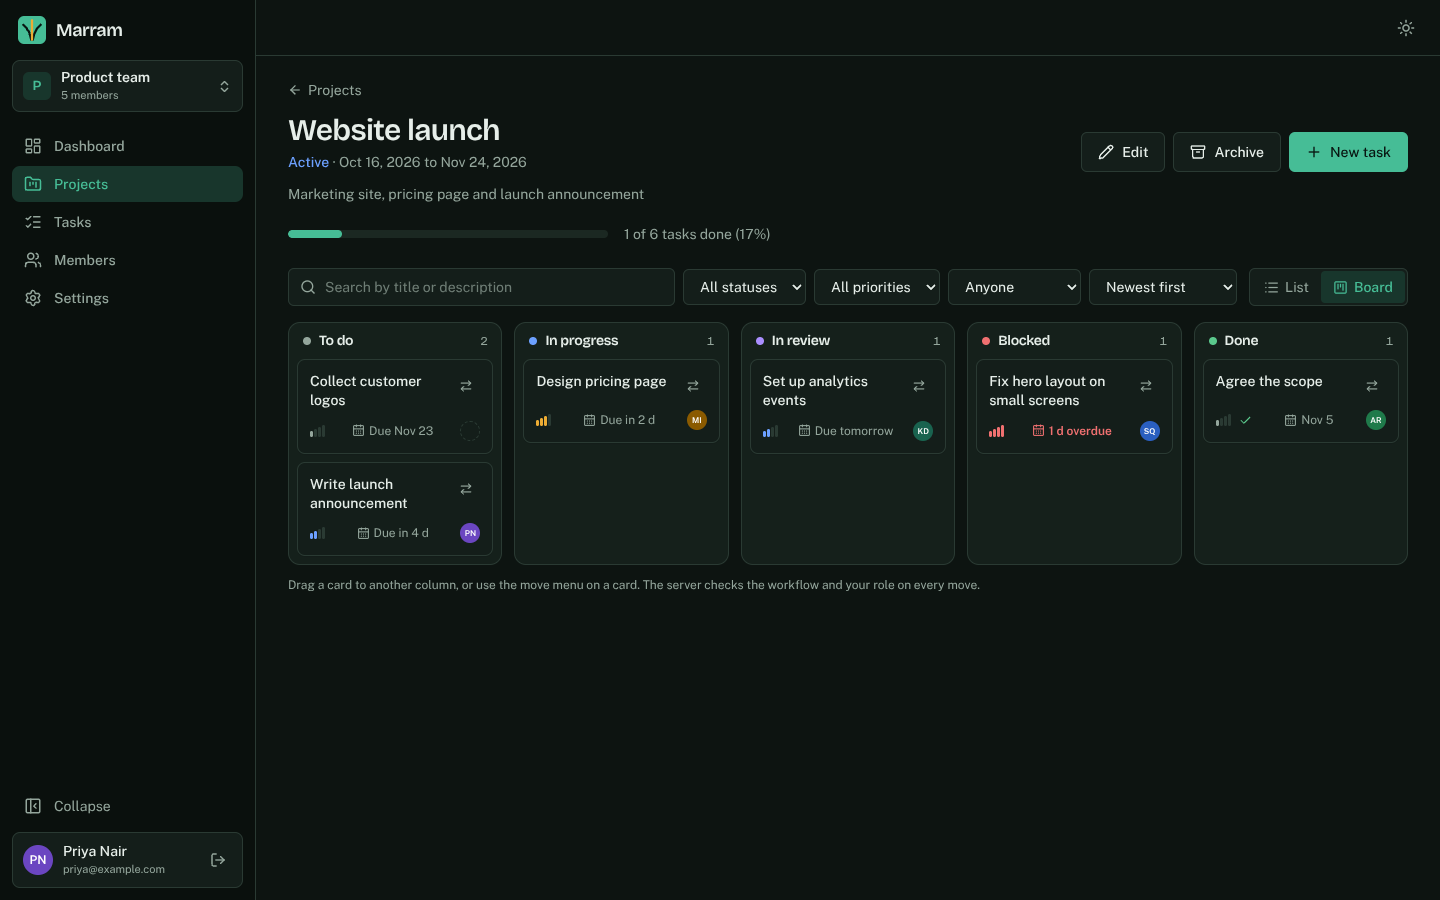 Marram
P
Product team
5 members
Dashboard
Projects
Tasks
Members
Settings
Collapse
PN
Priya Nair
priya@example.com
Projects
Website launch
Active · Oct 16, 2026 to Nov 24, 2026
Marketing site, pricing page and launch announcement
1 of 6 tasks done (17%)
Edit
Archive
New task
Search by title or description
All statuses
All priorities
Anyone
Newest first
List
Board
To do 2
Collect customer
logos
Due Nov 23
Write launch
announcement
Due in 4 d
PN
In progress 1
Design pricing page
Due in 2 d
MI
In review 1
Set up analytics
events
Due tomorrow
KD
Blocked 1
Fix hero layout on
small screens
1 d overdue
SQ
Done 1
Agree the scope
Nov 5
AR
Drag a card to another column, or use the move menu on a card. The server checks the workflow and your role on every move.